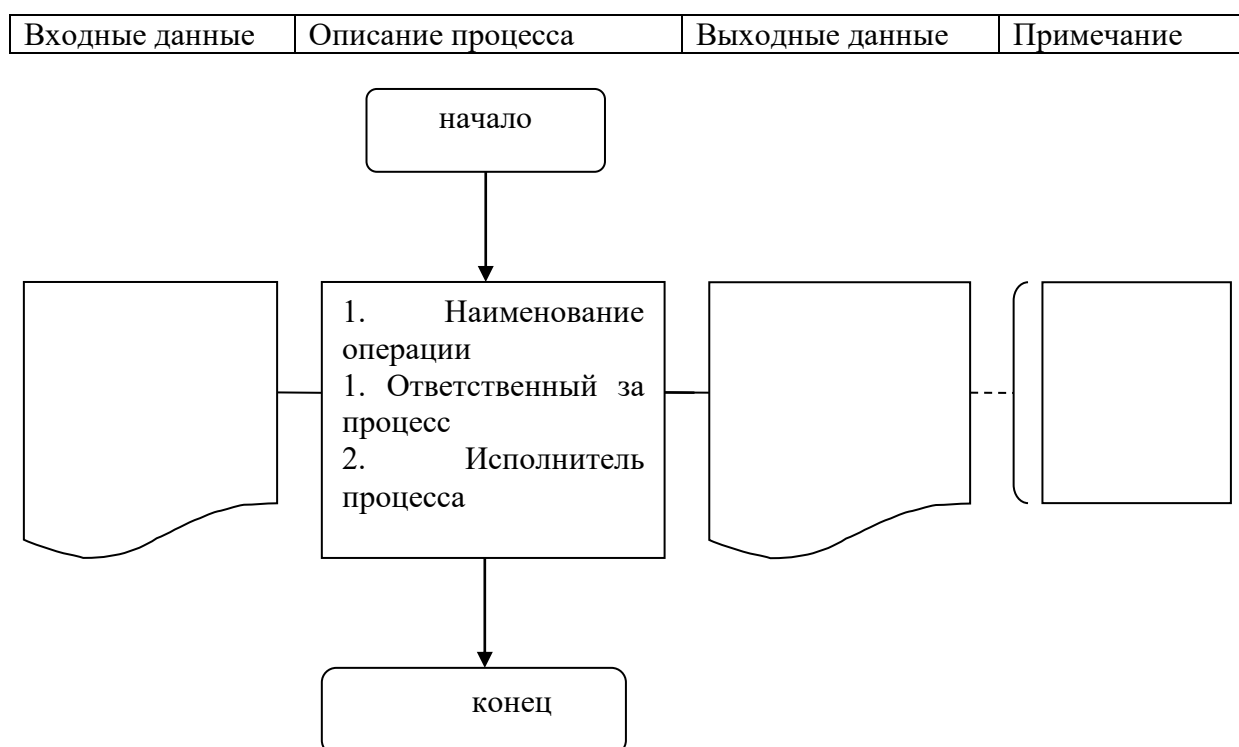 Входные данные Описание процесса Выходные данные Примечание
начало
1. Наименование
операции
1. Ответственный за
процесс
2. Исполнитель
процесса
конец